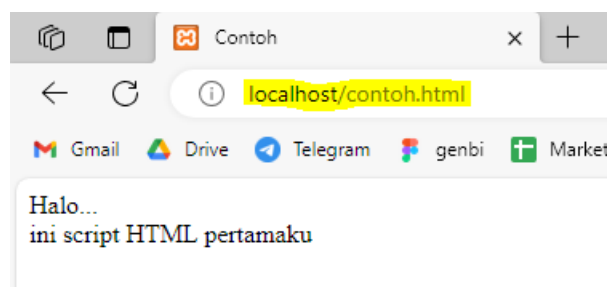 Contoh
localhost/contoh.html
Gmail Drive Telegram genbi Market
Halo...
ini script HTML pertamaku